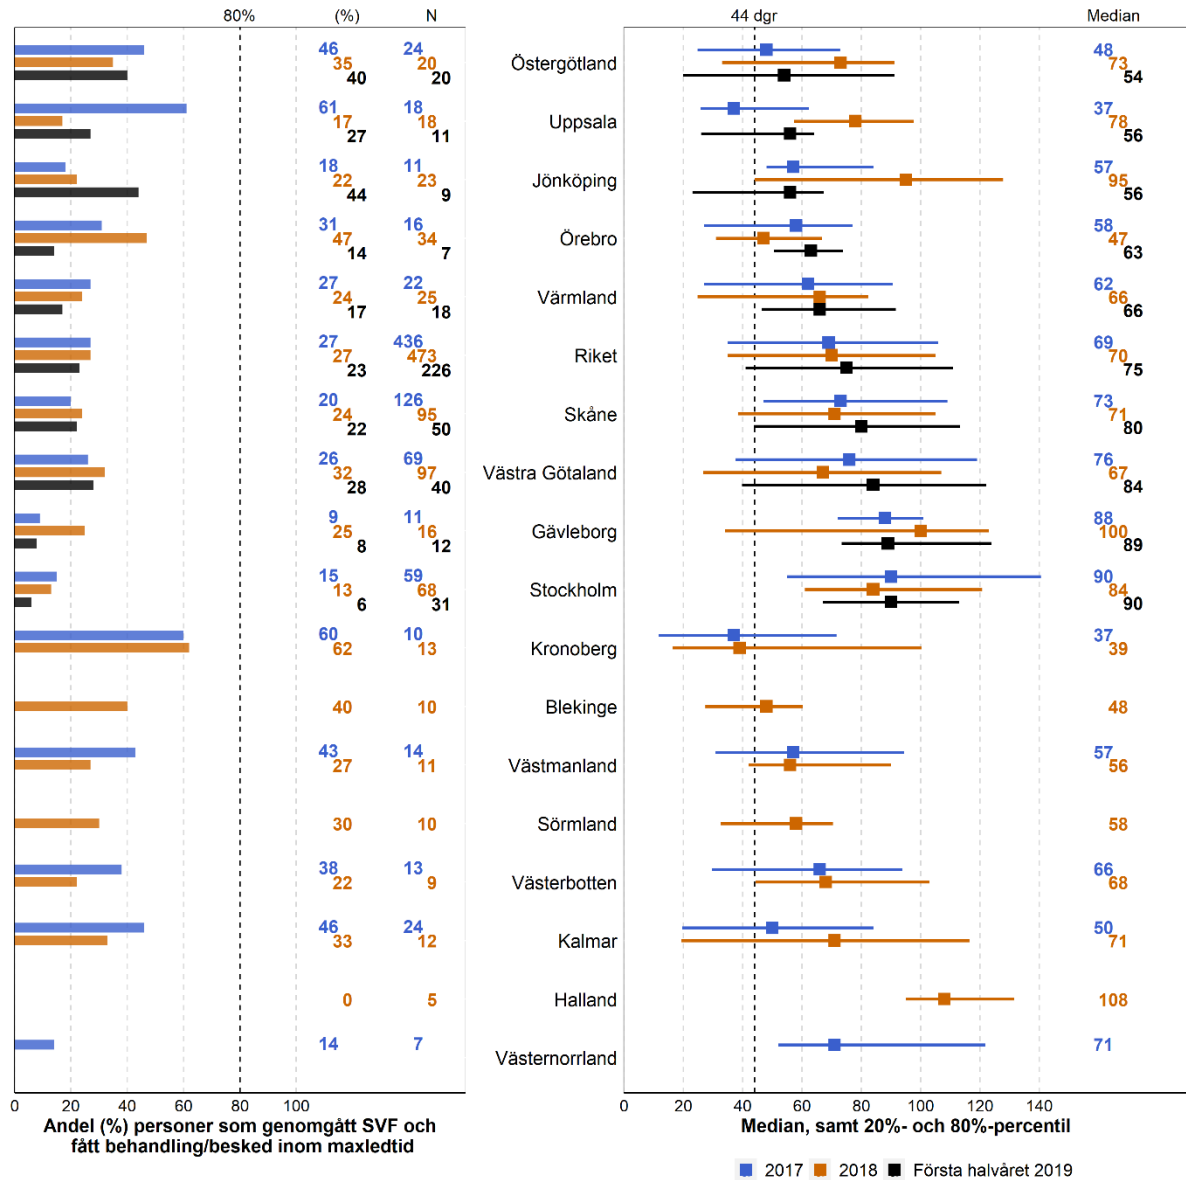 80% (%) N 44 dgr Median
46 24 Östergötland 48
35 20 73
40 20 54
61 18 Uppsala 37
17 18 78
27 11 56
18 11 Jönköping 57
22 23 95
44 9 56
31 16 Örebro 58
47 34 47
14 7 63
27 22 Värmland 62
24 25 66
17 18 66
27 436 Riket 69
27 473 70
23 226 75
20 126 Skåne 73
24 95 71
22 50 80
26 69 Västra Götaland 76
32 97 67
28 40 84
9 11 Gävleborg 88
25 16 100
8 12 89
15 59 Stockholm 90
13 68 84
6 31 90
60 10 Kronoberg 37
62 13 39
40 10 Blekinge 48
43 14 Västmanland 57
27 11 56
30 10 Sörmland 58
38 13 Västerbotten 66
22 9 68
46 24 Kalmar 50
33 12 71
0 5 Halland 108
14 7 Västernorrland 71
0 20 40 60 80 100 0 20 40 60 80 100 120 140
Andel (%) personer som genomgått SVF och
fått behandling/besked inom maxledtid
Median, samt 20%- och 80%-percentil
2017 2018 Första halvåret 2019